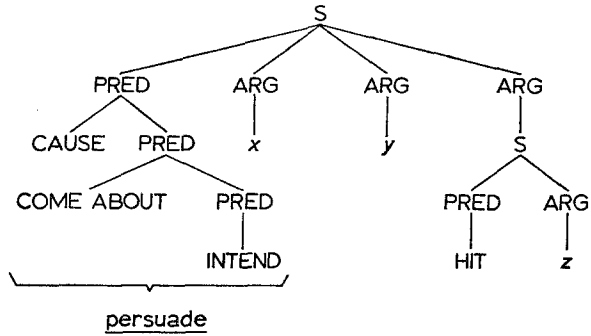 S
PRED ARG ARG ARG
CAUSE PRED x y S
COME ABOUT PRED PRED ARG
INTEND HIT z
persuade